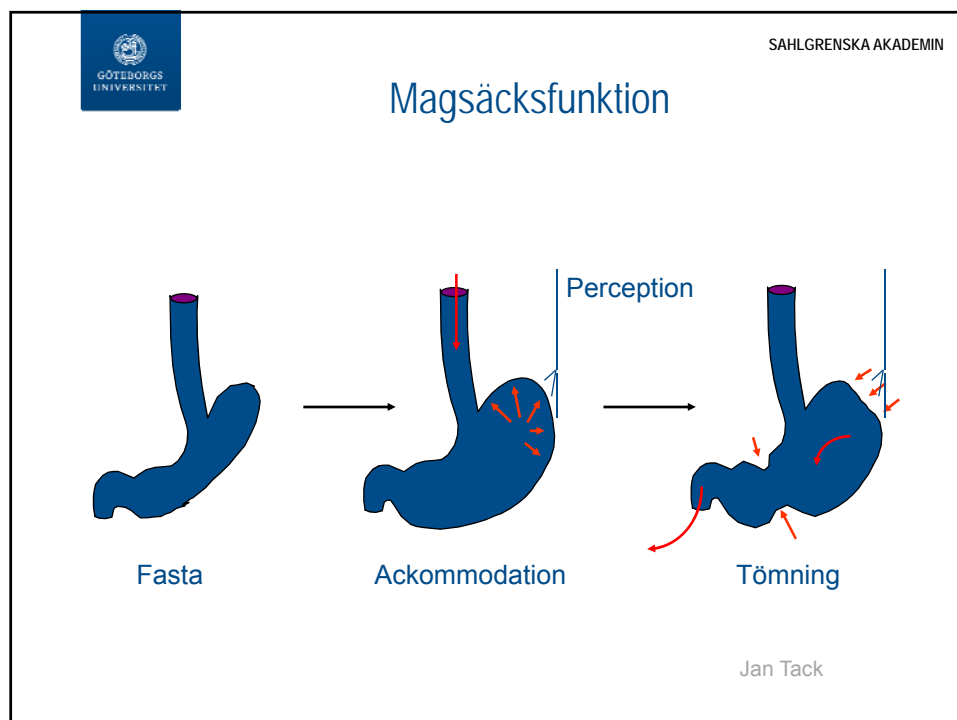 GÖTEBORGS
UNIVERSITET
SAHLGRENSKA AKADEMIN
Magsäcksfunktion
Perception
Fasta
Ackommodation
Tömning
Jan Tack